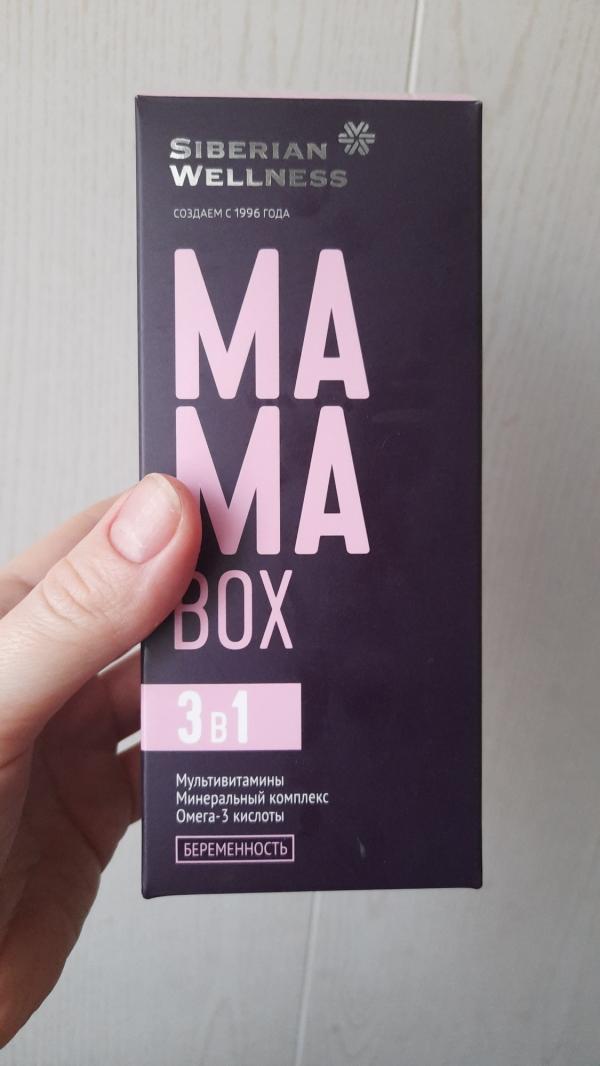 SIBERIAN
WELLNESS
СОЗДАЕМ С 1996 ГОДА
MA
MA
BOX
3 в 1
Мультивитамины
Минеральный комплекс
Омега-3 кислоты
БЕРЕМЕННОСТЬ